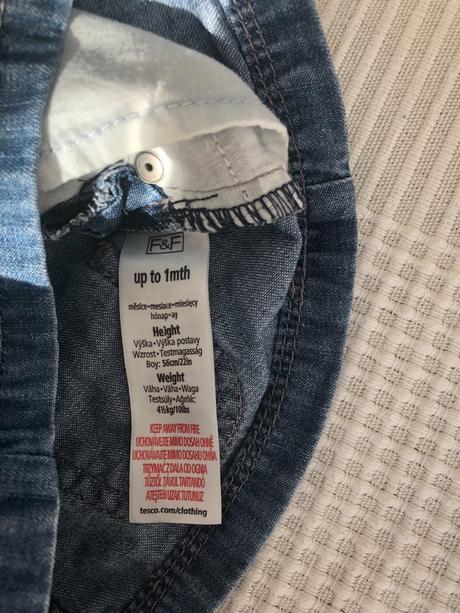 F&F
up to 1mth
měsíce•mesiace•miesięcy
hónap•ay
Height
Výška•Výška postavy
Wzrost•Testmagasság
Boy: 56cm/22in
Weight
Váha•Váha•Waga
Testsúly•Ağırlık:
4½kg/10lbs
KEEP AWAY FROM FIRE
UCHOVÁVEJTE MIMO DOSAH OHNĚ
UCHOVÁVAJTE MIMO DOSAHU OHŇA
TRZYMAĆ Z DALA OD OGNIA
TŰZTŐL TÁVOL TARTANDÓ
ATEŞTEN UZAK TUTUNUZ
tesco.com/clothing